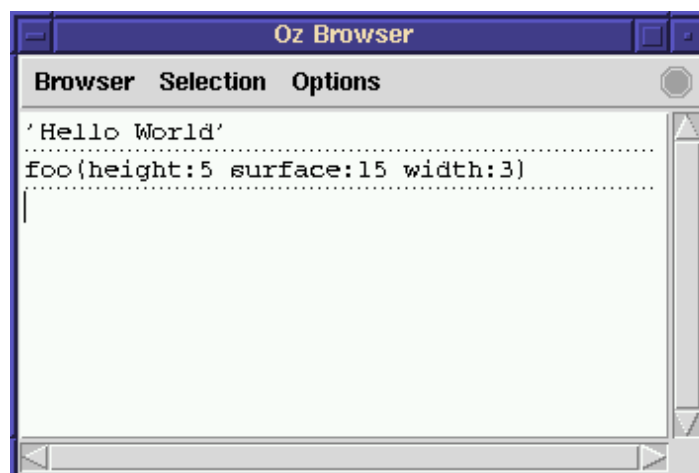 Oz Browser
Browser Selection Options
'Hello World'
foo(height:5 surface:15 width:3)